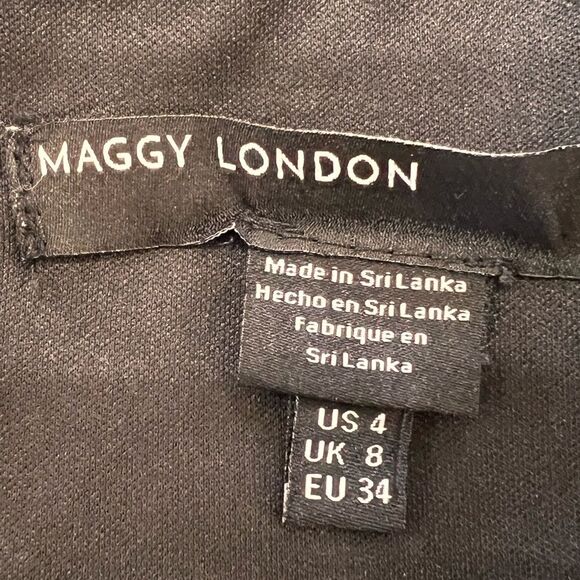 MAGGY LONDON
Made in Sri Lanka
Hecho en Sri Lanka
Fabrique en
Sri Lanka
US 4
UK 8
EU 34